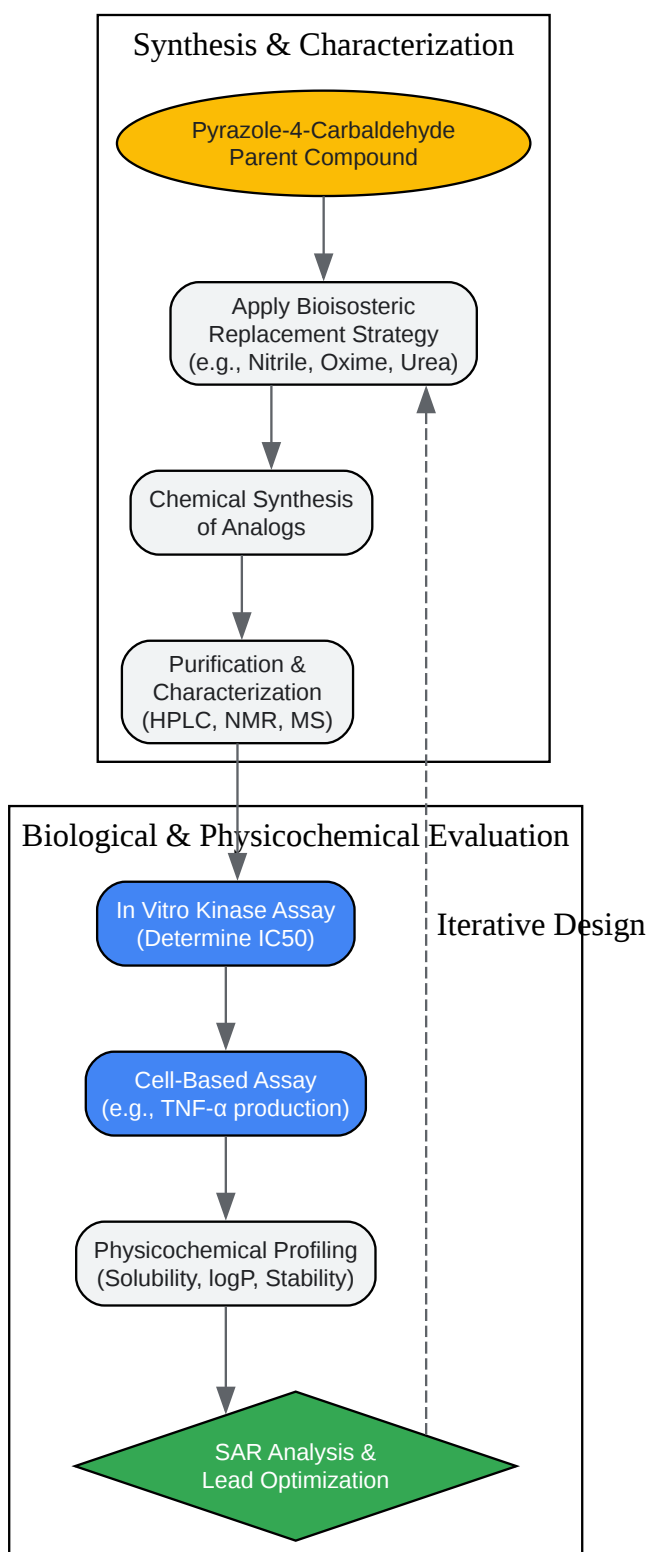 Synthesis & Characterization
Pyrazole-4-Carbaldehyde
Parent Compound
Apply Bioisosteric
Replacement Strategy
(e.g., Nitrile, Oxime, Urea)
Chemical Synthesis
of Analogs
Purification &
Characterization
(HPLC, NMR, MS)
Biological & Physicochemical Evaluation
In Vitro Kinase Assay
(Determine IC50)
Iterative Design
Cell-Based Assay
(e.g., TNF-α production)
Physicochemical Profiling
(Solubility, logP, Stability)
SAR Analysis &
Lead Optimization